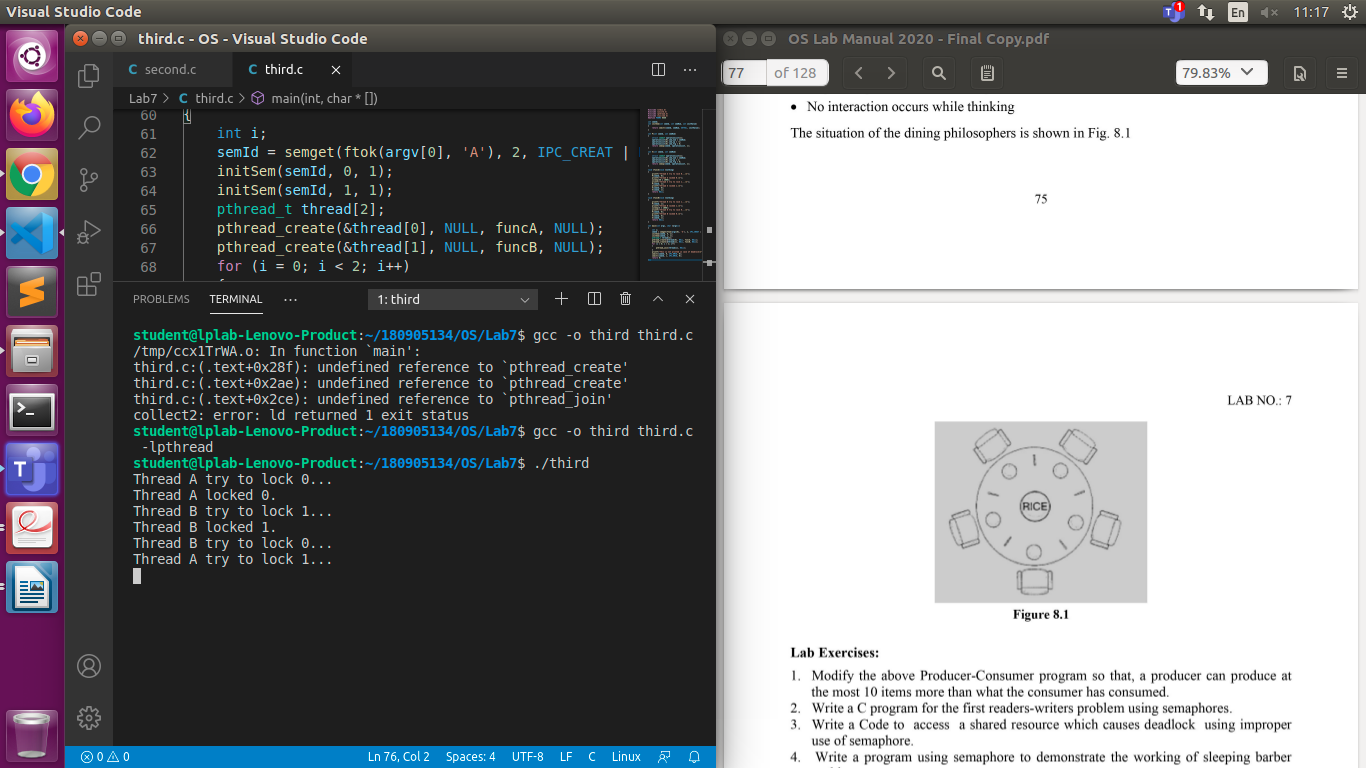 Visual Studio Code
1
En
11:17
third.c - OS - Visual Studio Code
C second.c
C third.c
Lab7 > C third.c > main(int, char * [])
60 {
61 int i;
62 semId = semget(ftok(argv[0], 'A'), 2, IPC_CREAT |
63 initSem(semId, 0, 1);
64 initSem(semId, 1, 1);
65 pthread_t thread[2];
66 pthread_create(&thread[0], NULL, funcA, NULL);
67 pthread_create(&thread[1], NULL, funcB, NULL);
68 for (i = 0; i < 2; i++)
PROBLEMS TERMINAL ... 1: third
student@lplab-Lenovo-Product:~/180905134/OS/Lab7$ gcc -o third third.c
/tmp/ccx1TrWA.o: In function `main':
third.c:(.text+0x28f): undefined reference to `pthread_create'
third.c:(.text+0x2ae): undefined reference to `pthread_create'
third.c:(.text+0x2ce): undefined reference to `pthread_join'
collect2: error: ld returned 1 exit status
student@lplab-Lenovo-Product:~/180905134/OS/Lab7$ gcc -o third third.c
 -lpthread
student@lplab-Lenovo-Product:~/180905134/OS/Lab7$ ./third
Thread A try to lock 0...
Thread A locked 0.
Thread B try to lock 1...
Thread B locked 1.
Thread B try to lock 0...
Thread A try to lock 1...
0 0
Ln 76, Col 2 Spaces: 4 UTF-8 LF C Linux
OS Lab Manual 2020 - Final Copy.pdf
77 of 128
79.83%
• No interaction occurs while thinking
The situation of the dining philosophers is shown in Fig. 8.1
75
LAB NO.: 7
RICE
Figure 8.1
Lab Exercises:
1. Modify the above Producer-Consumer program so that, a producer can produce at
the most 10 items more than what the consumer has consumed.
2. Write a C program for the first readers-writers problem using semaphores.
3. Write a Code to access a shared resource which causes deadlock using improper
use of semaphore.
4. Write a program using semaphore to demonstrate the working of sleeping barber